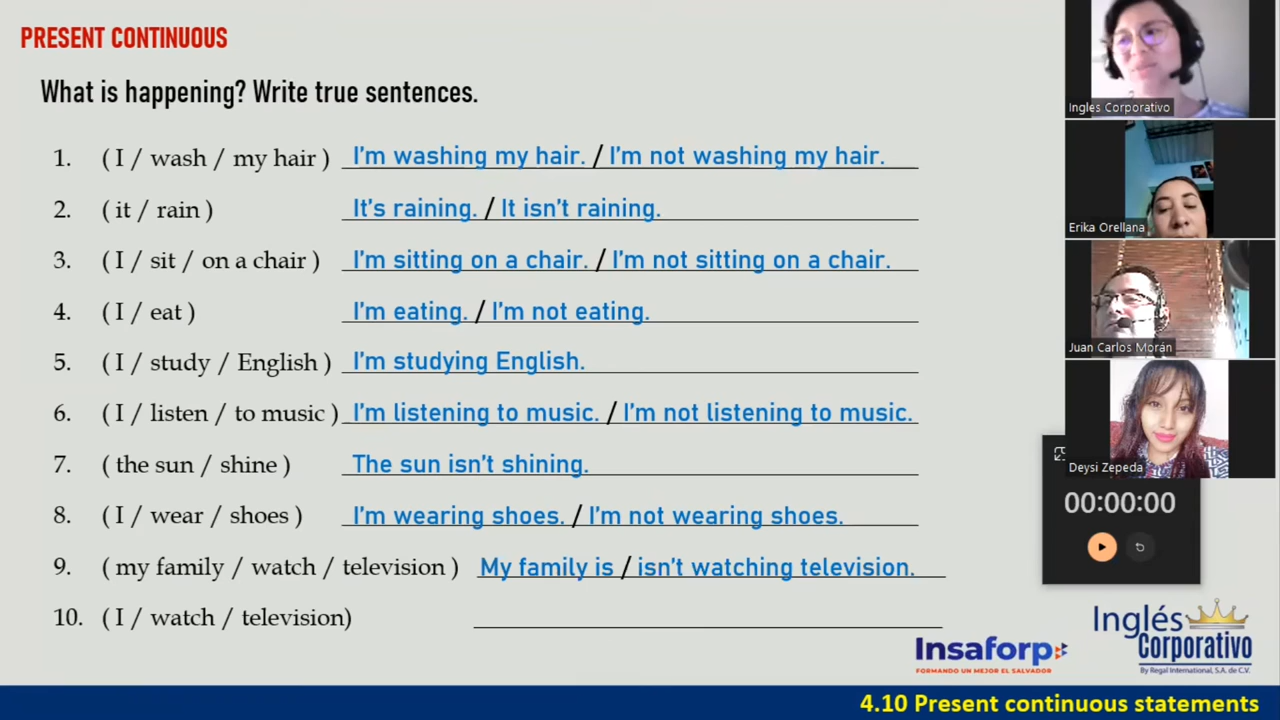 PRESENT CONTINUOUS
What is happening? Write true sentences.
1. ( I / wash / my hair ) I'm washing my hair. / I'm not washing my hair.
2. ( it / rain ) It's raining. / It isn't raining.
3. ( I / sit / on a chair ) I'm sitting on a chair. / I'm not sitting on a chair.
4. ( I / eat ) I'm eating. / I'm not eating.
5. ( I / study / English ) I'm studying English.
6. ( I / listen / to music ) I'm listening to music. / I'm not listening to music.
7. ( the sun / shine ) The sun isn't shining.
8. ( I / wear / shoes ) I'm wearing shoes. / I'm not wearing shoes.
9. ( my family / watch / television ) My family is / isn't watching television.
10. ( I / watch / television)
Inglés Corporativo
Erika Orellana
Juan Carlos Morán
Deysi Zepeda
00:00:00
Insaforp
FORMANDO UN MEJOR EL SALVADOR
Inglés
Corporativo
By Regal International, S.A. de C.V.
4.10 Present continuous statements